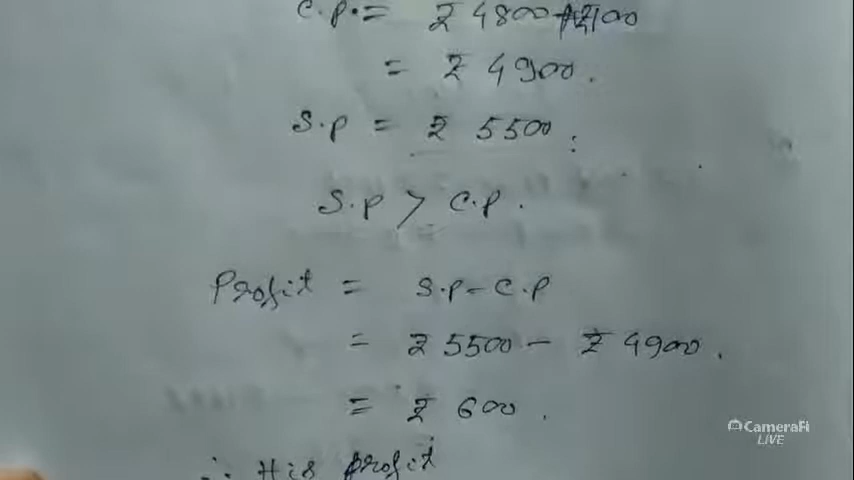 C.P. = ₹ 4800 + ₹100
= ₹ 4900.
S.P = ₹ 5500.
S.P > C.P.
Profit = S.P - C.P
= ₹ 5500 - ₹ 4900.
= ₹ 600.
∴ His profit
CameraFi
LIVE